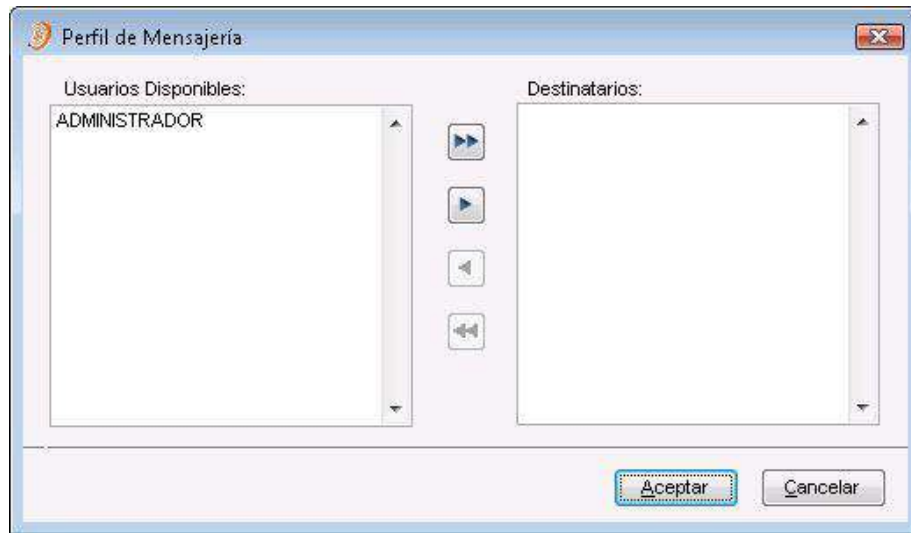 Perfil de Mensajería
Usuarios Disponibles:
Destinatarios:
ADMINISTRADOR
Aceptar
Cancelar